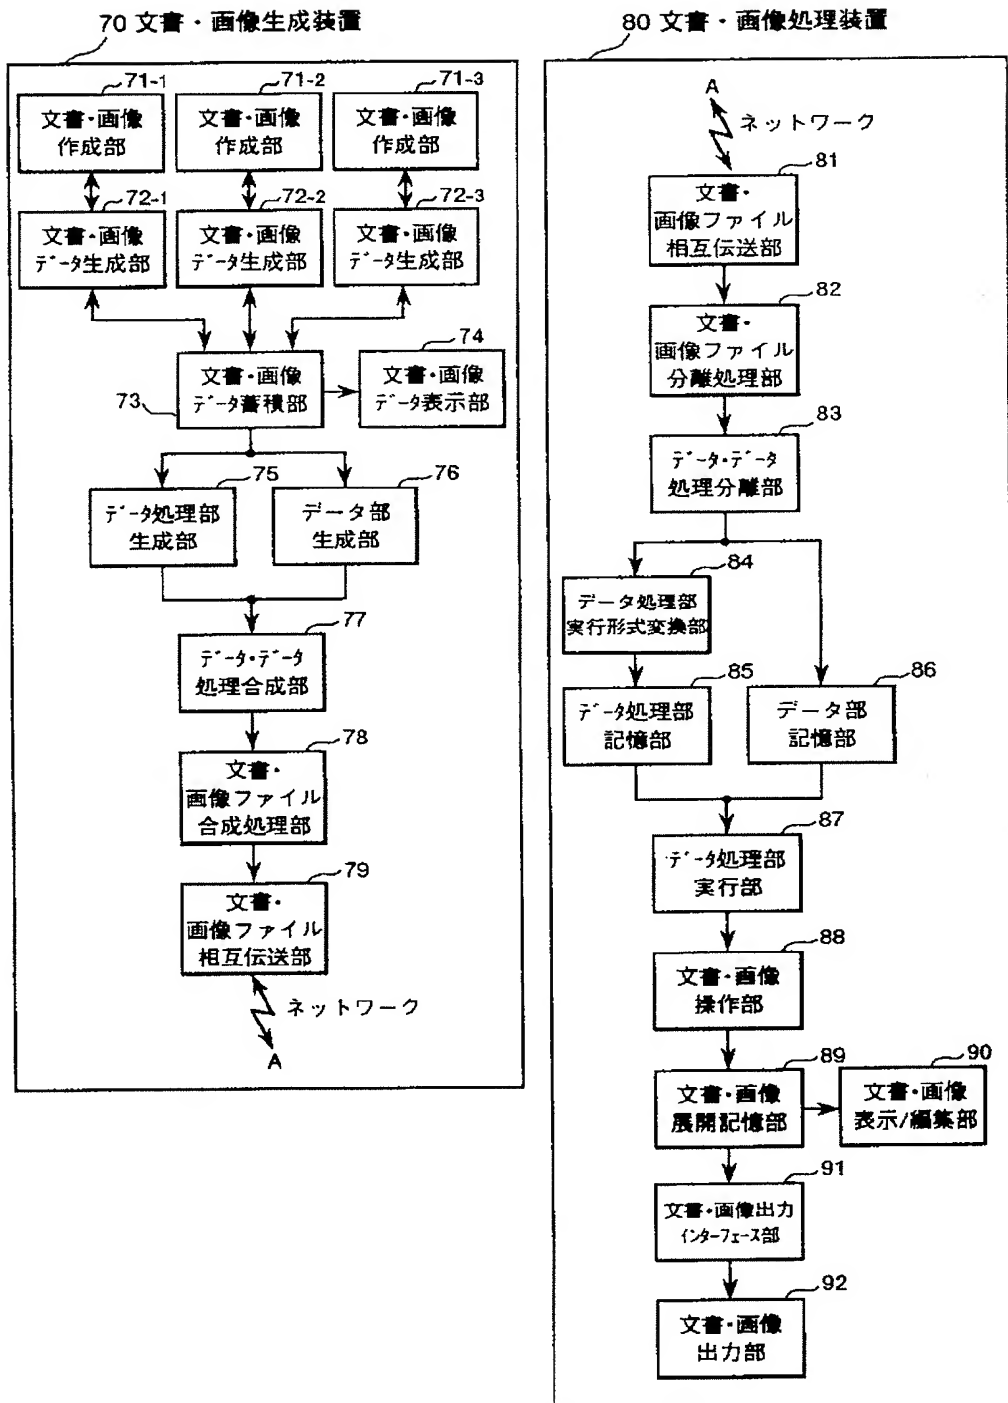 70 文書・画像生成装置
71-1
文書・画像
作成部
71-2
文書・画像
作成部
71-3
文書・画像
作成部
72-1
文書・画像
データ生成部
72-2
文書・画像
データ生成部
72-3
文書・画像
データ生成部
73
文書・画像
データ蓄積部
74
文書・画像
データ表示部
75
データ処理部
生成部
76
データ部
生成部
77
データ・データ
処理合成部
78
文書・
画像ファイル
合成処理部
79
文書・
画像ファイル
相互伝送部
ネットワーク
A
80 文書・画像処理装置
A
ネットワーク
81
文書・
画像ファイル
相互伝送部
82
文書・
画像ファイル
分離処理部
83
データ・データ
処理分離部
84
データ処理部
実行形式変換部
85
データ処理部
記憶部
86
データ部
記憶部
87
データ処理部
実行部
88
文書・画像
操作部
89
文書・画像
展開記憶部
90
文書・画像
表示/編集部
91
文書・画像出力
インターフェース部
92
文書・画像
出力部